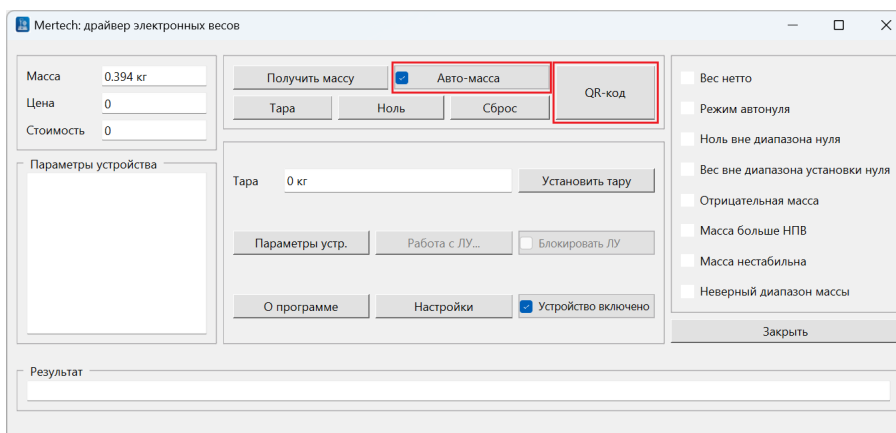 Mertech: драйвер электронных весов
Масса 0.394 кг
Цена 0
Стоимость 0
Параметры устройства
Получить массу
Авто-масса
QR-код
Тара
Ноль
Сброс
Тара 0 кг
Установить тару
Параметры устр.
Работа с ЛУ...
Блокировать ЛУ
О программе
Настройки
Устройство включено
Вес нетто
Режим автонуля
Ноль вне диапазона нуля
Вес вне диапазона установки нуля
Отрицательная масса
Масса больше НПВ
Масса нестабильна
Неверный диапазон массы
Закрыть
Результат